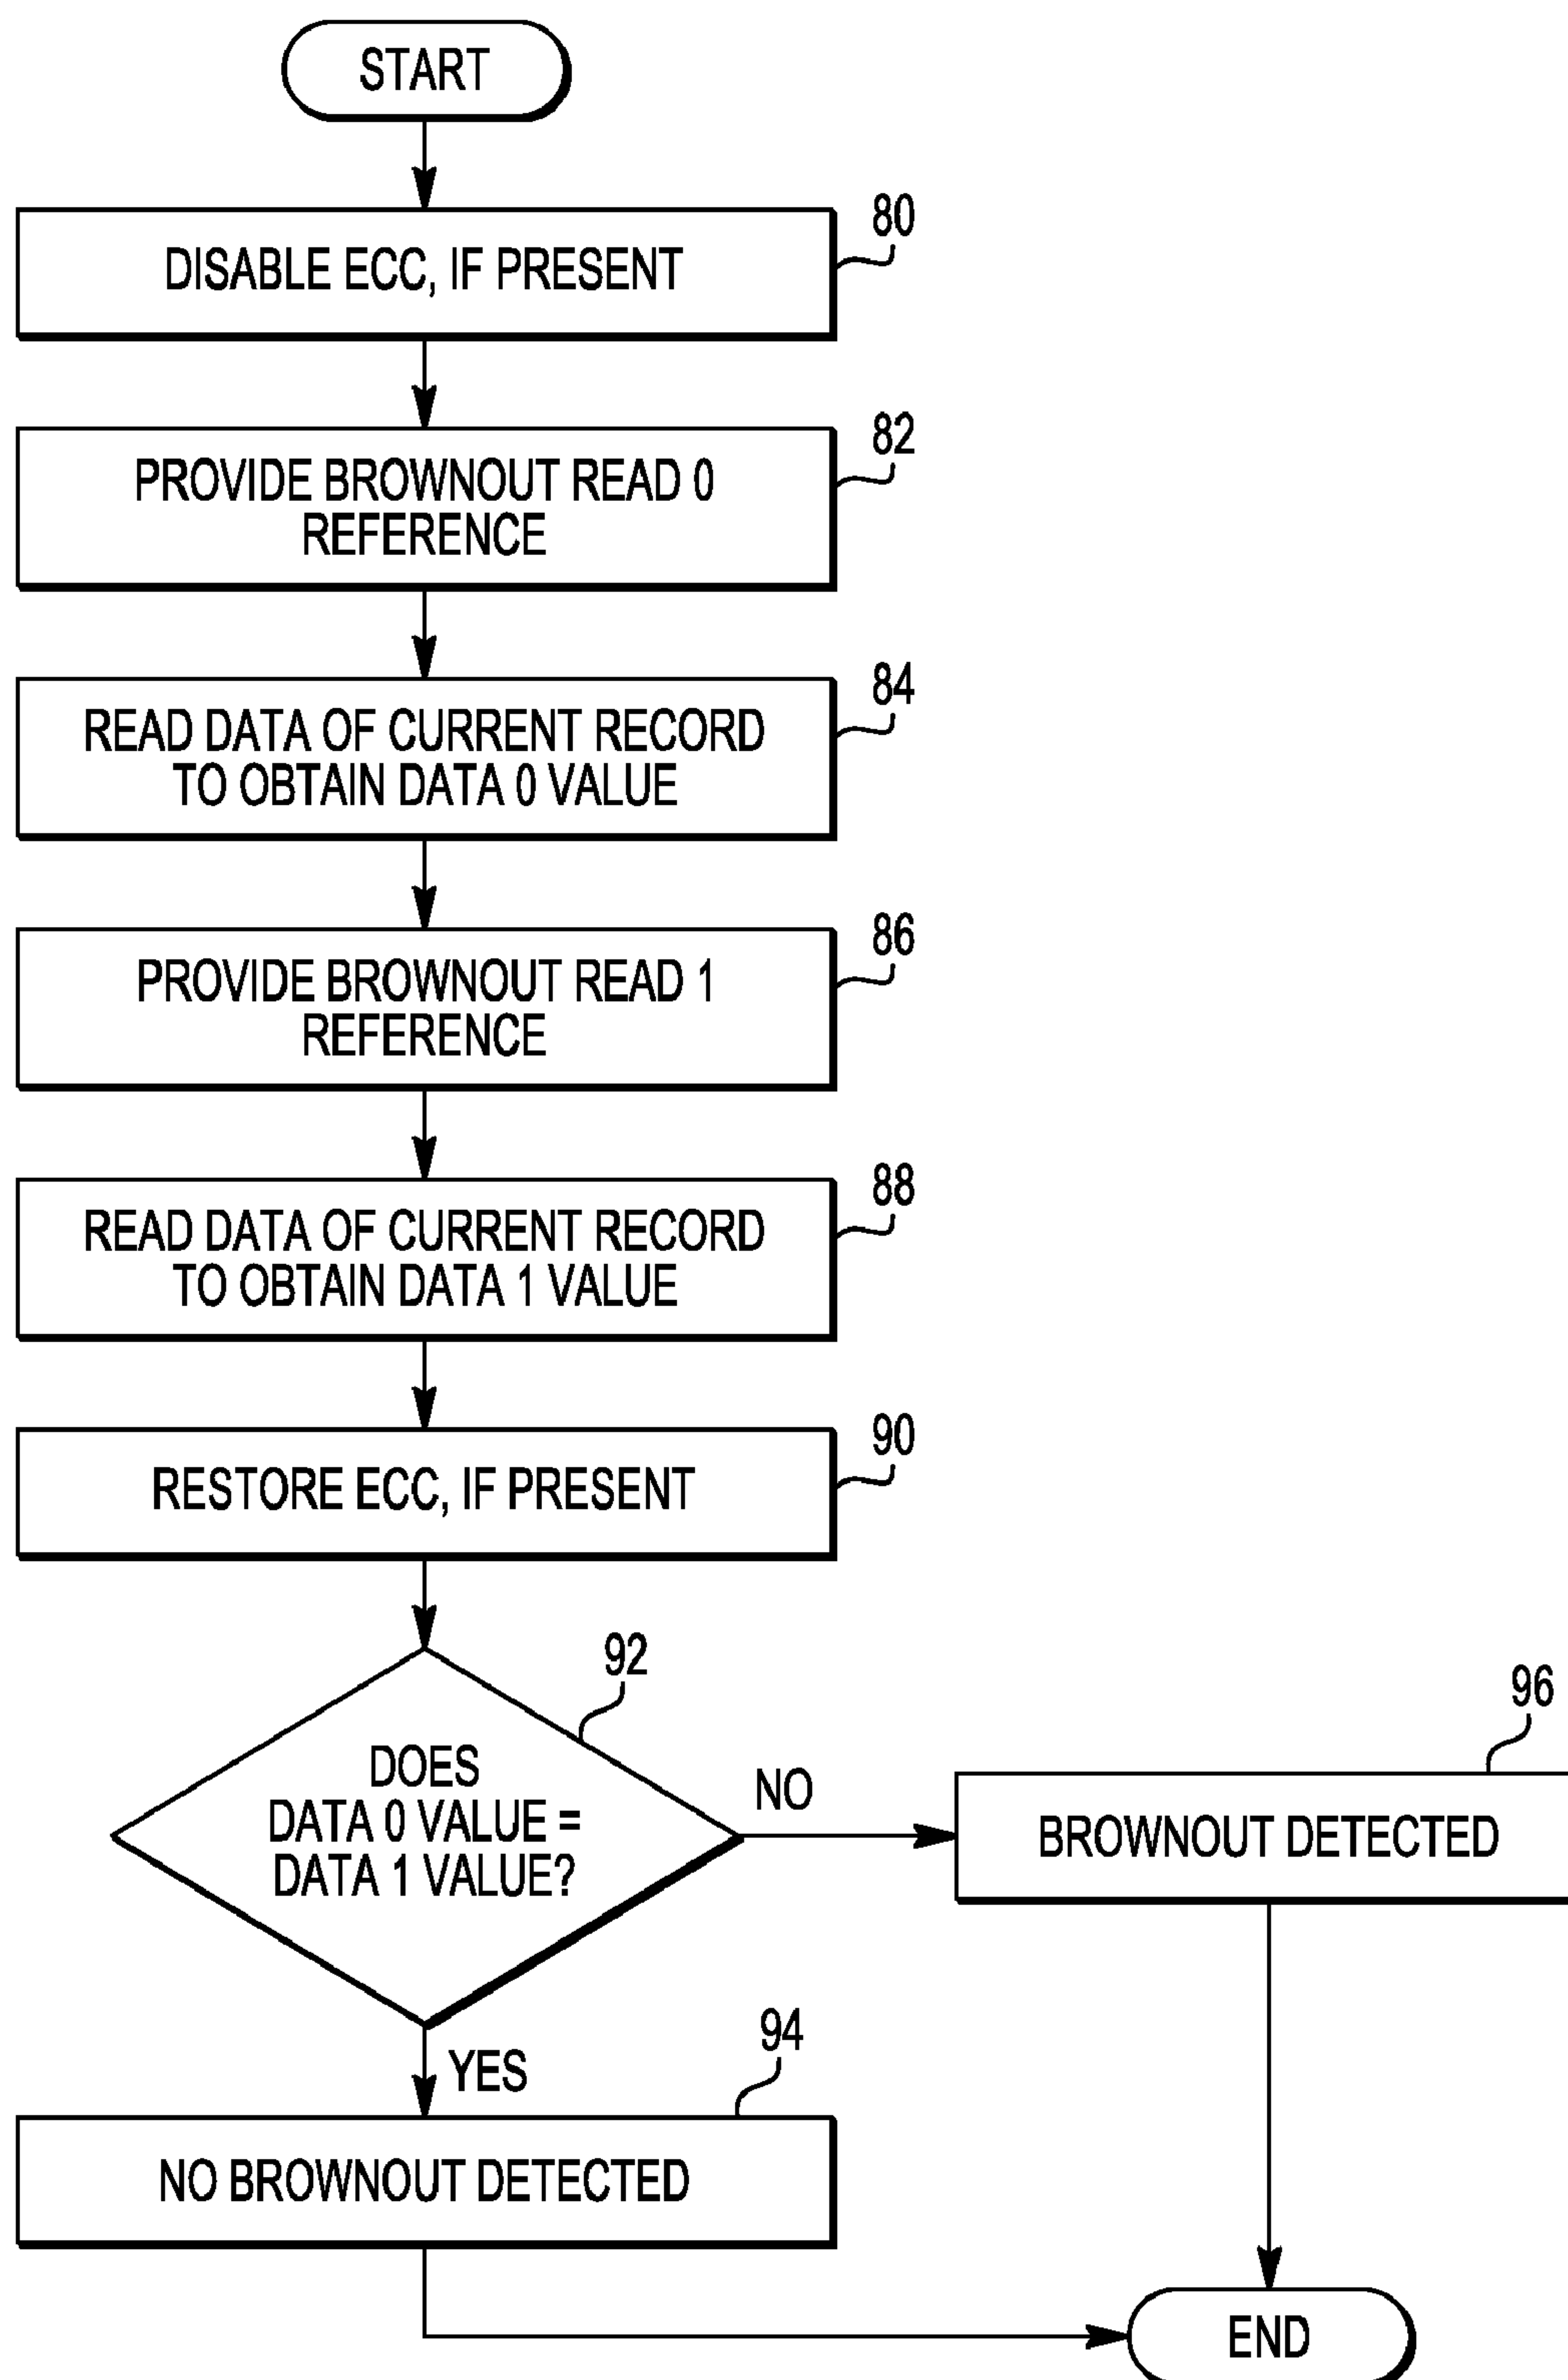 START
80
DISABLE ECC, IF PRESENT
82
PROVIDE BROWNOUT READ 0
REFERENCE
84
READ DATA OF CURRENT RECORD
TO OBTAIN DATA 0 VALUE
86
PROVIDE BROWNOUT READ 1
REFERENCE
88
READ DATA OF CURRENT RECORD
TO OBTAIN DATA 1 VALUE
90
RESTORE ECC, IF PRESENT
92
DOES
DATA 0 VALUE =
DATA 1 VALUE?
NO
96
BROWNOUT DETECTED
YES
94
NO BROWNOUT DETECTED
END